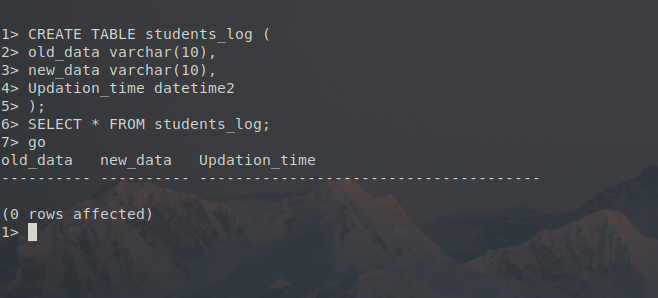 1> CREATE TABLE students_log (
2> old_data varchar(10),
3> new_data varchar(10),
4> Updation_time datetime2
5> );
6> SELECT * FROM students_log;
7> go
old_data   new_data   Updation_time
---------- ---------- --------------------------------------
(0 rows affected)
1>